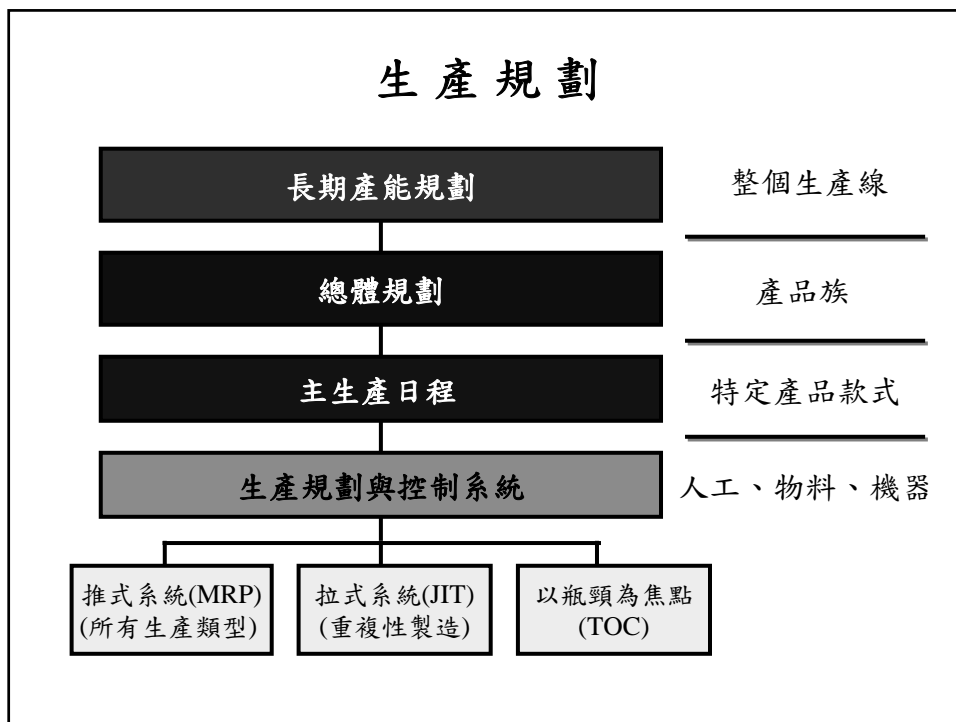 生產規劃
長期產能規劃
整個生產線
總體規劃
產品族
主生產日程
特定產品款式
生產規劃與控制系統
人工、物料、機器
推式系統(MRP)
(所有生產類型)
拉式系統(JIT)
(重複性製造)
以瓶頸為焦點
(TOC)